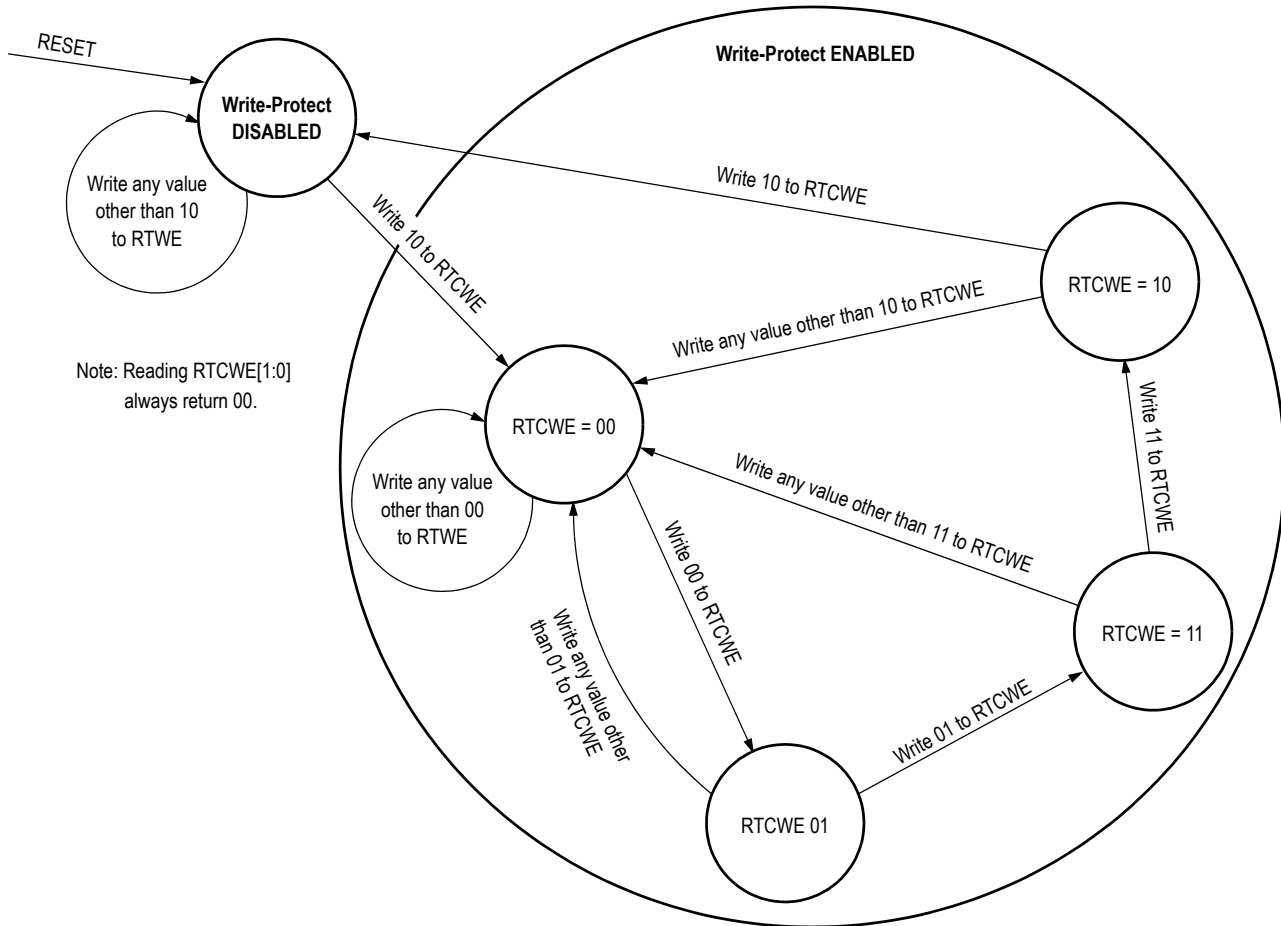 RESET
Write-Protect ENABLED
Write-Protect
DISABLED
Write any value
other than 10
to RTWE
Write 10 to RTCWE
Write 10 to RTCWE
RTCWE = 10
Write any value other than 10 to RTCWE
Note: Reading RTCWE[1:0]
always return 00.
RTCWE = 00
Write 11 to RTCWE
Write any value other than 11 to RTCWE
Write any value
other than 00
to RTWE
Write 00 to RTCWE
Write any value other
than 01 to RTCWE
RTCWE = 11
Write 01 to RTCWE
RTCWE 01